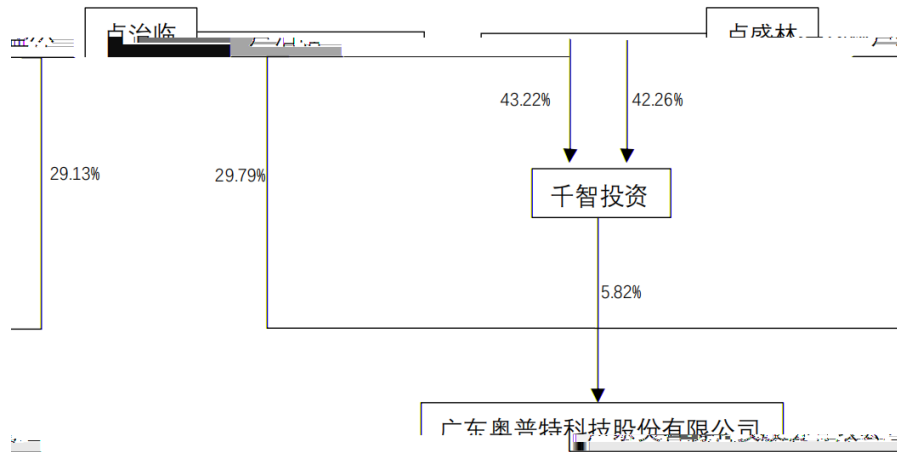 卢治临
卢盛林
43.22%
42.26%
29.13%
29.79%
千智投资
5.82%
广东奥普特科技股份有限公司